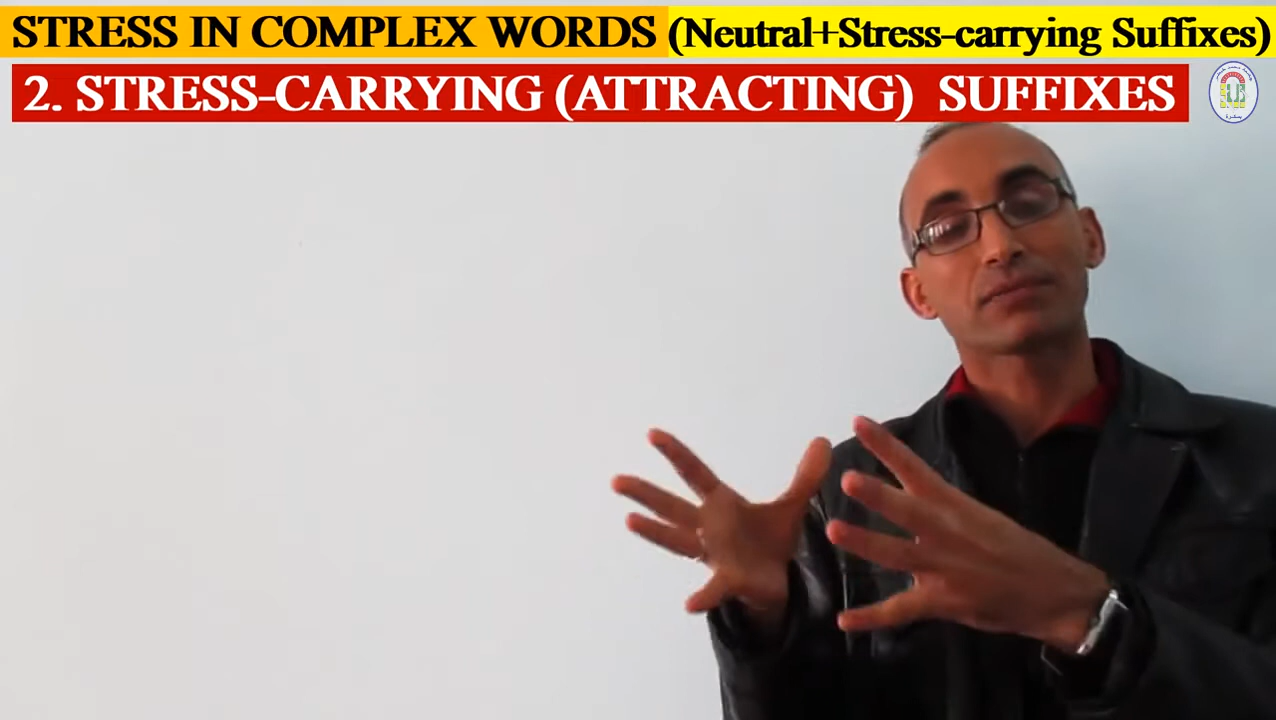 STRESS IN COMPLEX WORDS (Neutral+Stress-carrying Suffixes)
2. STRESS-CARRYING (ATTRACTING) SUFFIXES